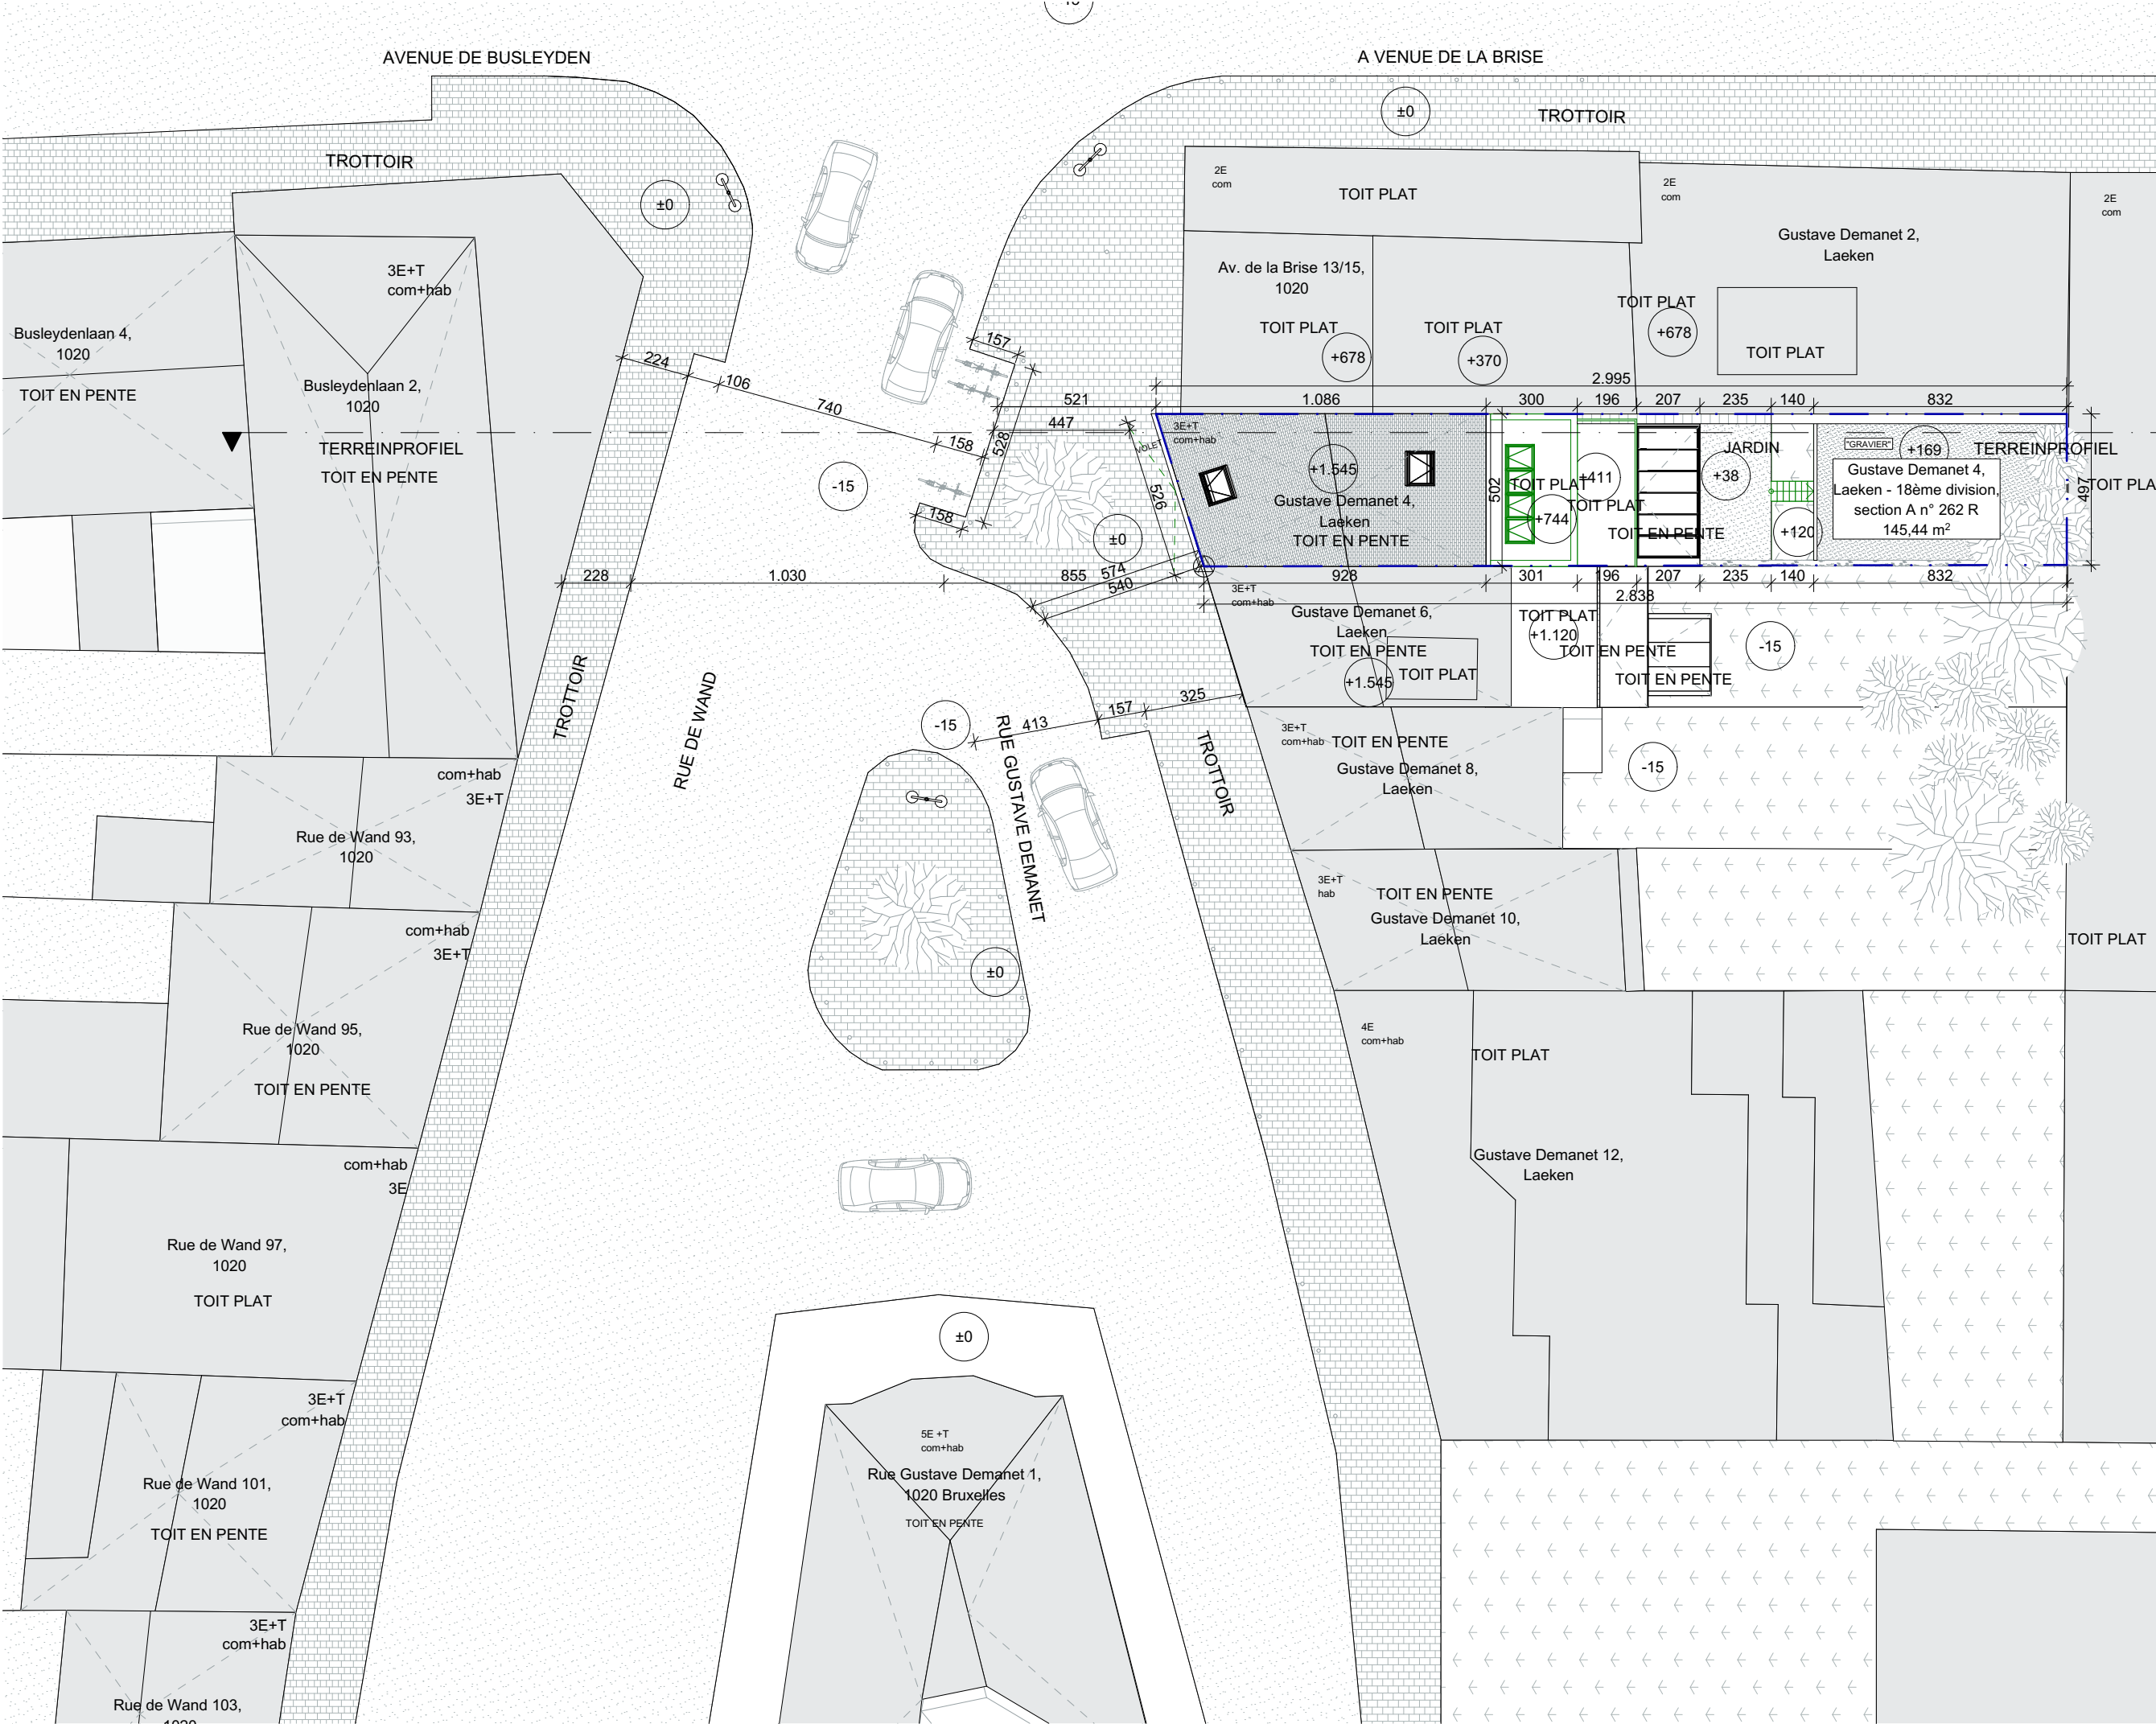 AVENUE DE BUSLEYDEN
A VENUE DE LA BRISE
±0
TROTTOIR
TROTTOIR
±0
2E
com
TOIT PLAT
2E
com
2E
com
Gustave Demanet 2,
Laeken
3E+T
com+hab
Av. de la Brise 13/15,
1020
TOIT PLAT
+678
TOIT PLAT
+370
TOIT PLAT
+678
TOIT PLAT
Busleydenlaan 4,
1020
TOIT EN PENTE
Busleydenlaan 2,
1020
TERREINPROFIEL
TOIT EN PENTE
224
106
740
158
157
528
158
521
447
-15
2.995
1.086
300
196
207
235
140
832
VOLET
526
3E+T
com+hab
+1.545
Gustave Demanet 4,
Laeken
TOIT EN PENTE
502
TOIT PLAT
+744
+411
TOIT PLAT
TOIT EN PENTE
JARDIN
+38
+120
"GRAVIER"
+169
TERREINPROFIEL
Gustave Demanet 4,
Laeken - 18ème division,
section A n° 262 R
145,44 m²
497
TOIT PLA
±0
228
1.030
855
574
540
928
301
196
207
235
140
832
2.838
3E+T
com+hab
Gustave Demanet 6,
Laeken
TOIT EN PENTE
+1.545
TOIT PLAT
TOIT PLAT
+1.120
TOIT EN PENTE
TOIT EN PENTE
-15
TROTTOIR
RUE DE WAND
-15
413
157
325
RUE GUSTAVE DEMANET
TROTTOIR
3E+T
com+hab
TOIT EN PENTE
Gustave Demanet 8,
Laeken
-15
com+hab
3E+T
Rue de Wand 93,
1020
3E+T
hab
TOIT EN PENTE
Gustave Demanet 10,
Laeken
TOIT PLAT
com+hab
3E+T
±0
Rue de Wand 95,
1020
TOIT EN PENTE
4E
com+hab
TOIT PLAT
Gustave Demanet 12,
Laeken
com+hab
3E
Rue de Wand 97,
1020
TOIT PLAT
±0
3E+T
com+hab
5E +T
com+hab
Rue Gustave Demanet 1,
1020 Bruxelles
TOIT EN PENTE
Rue de Wand 101,
1020
TOIT EN PENTE
3E+T
com+hab
Rue de Wand 103,